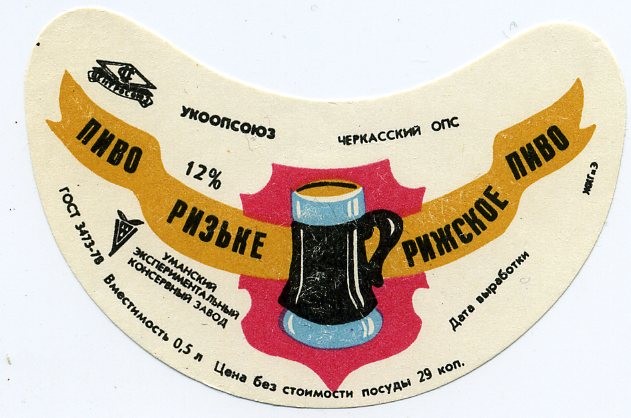 УКООПСОЮЗ
ЧЕРКАССКИЙ ОПС
ПИВО РИЗЬКЕ
12%
РИЖСКОЕ ПИВО
ГОСТ 3473-78
УМАНСКИЙ
ЭКСПЕРИМЕНТАЛЬНЫЙ
КОНСЕРВНЫЙ ЗАВОД
Вместимость 0,5 л Цена без стоимости посуды 29 коп.
Дата выработки